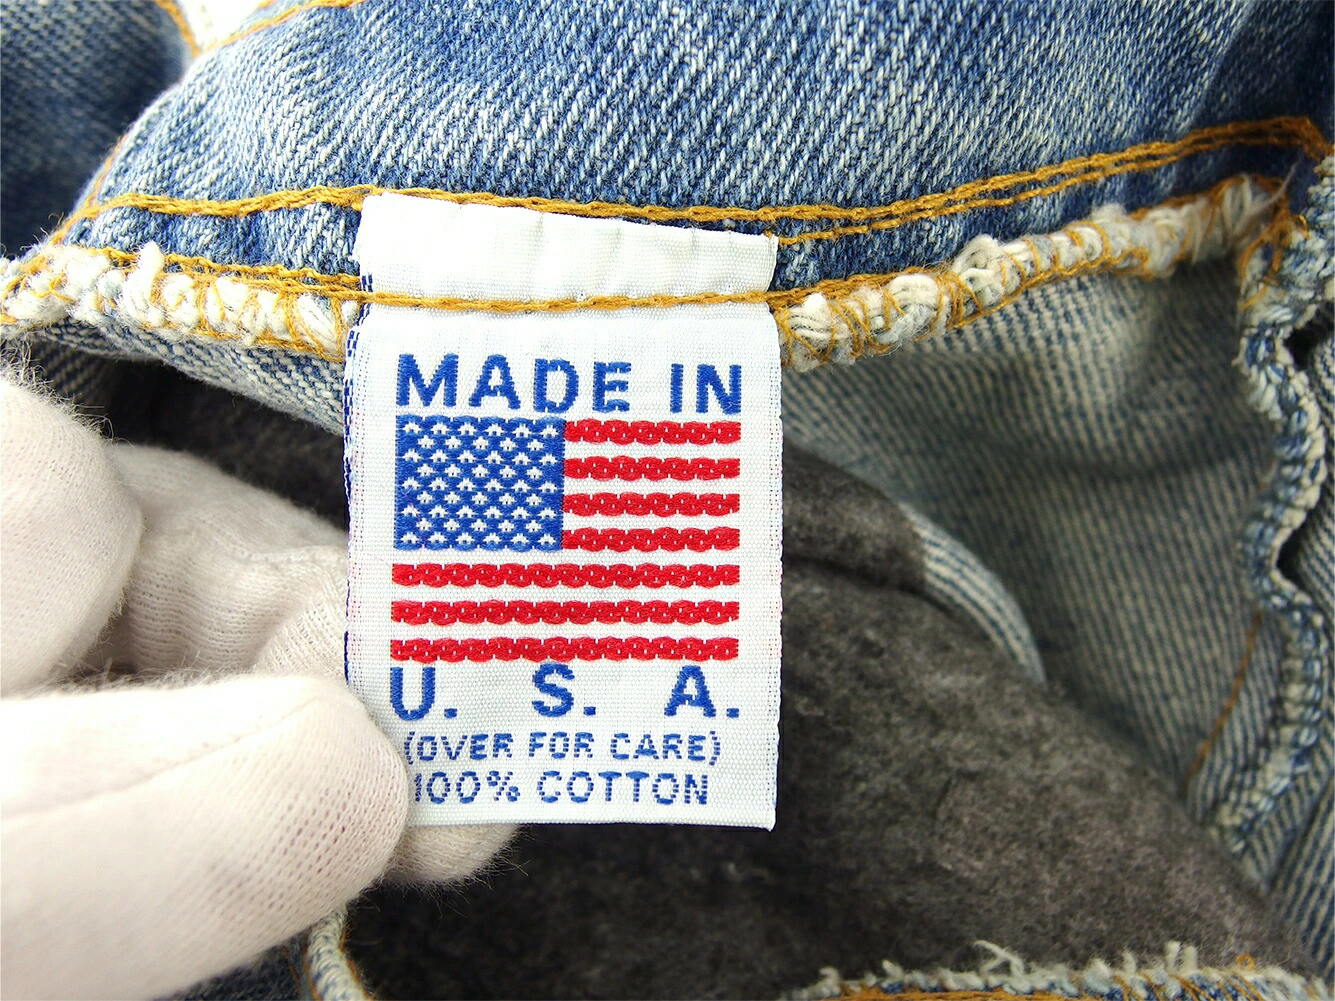 MADE IN
U. S. A.
(OVER FOR CARE)
100% COTTON